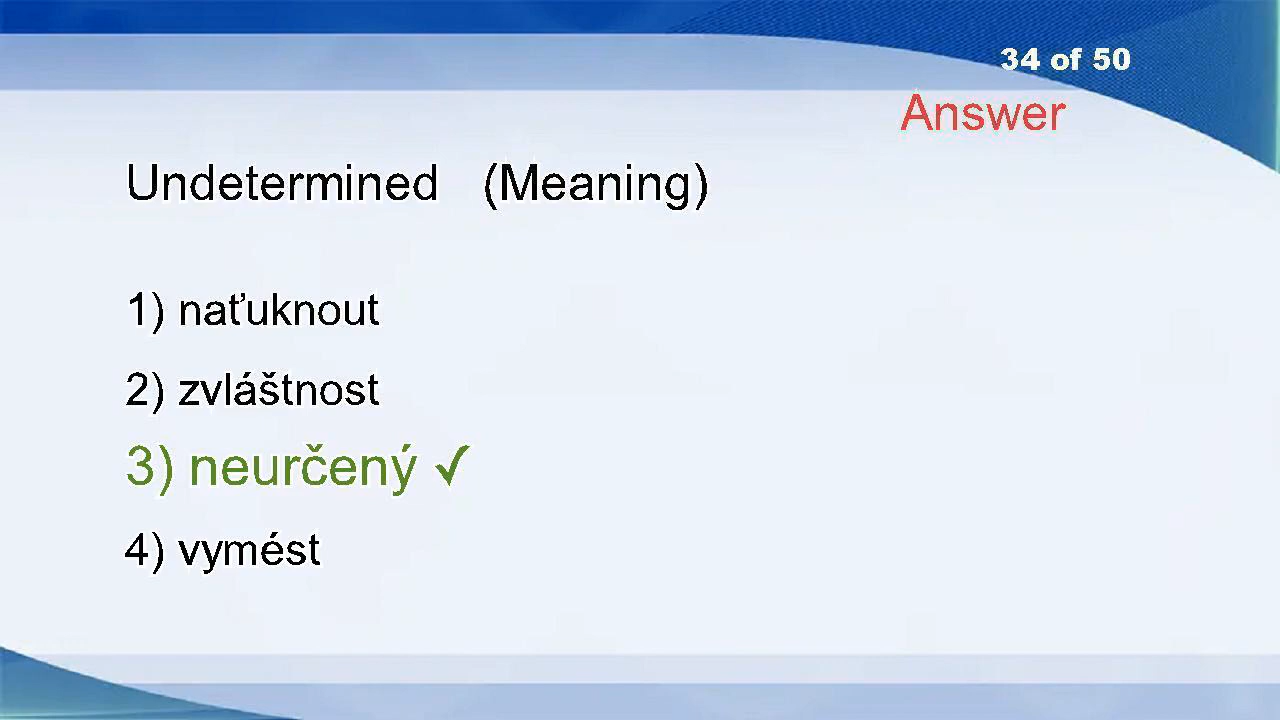 34 of 50
Answer
Undetermined (Meaning)
1) naťuknout
2) zvláštnost
3) neurčený ✓
4) vymést